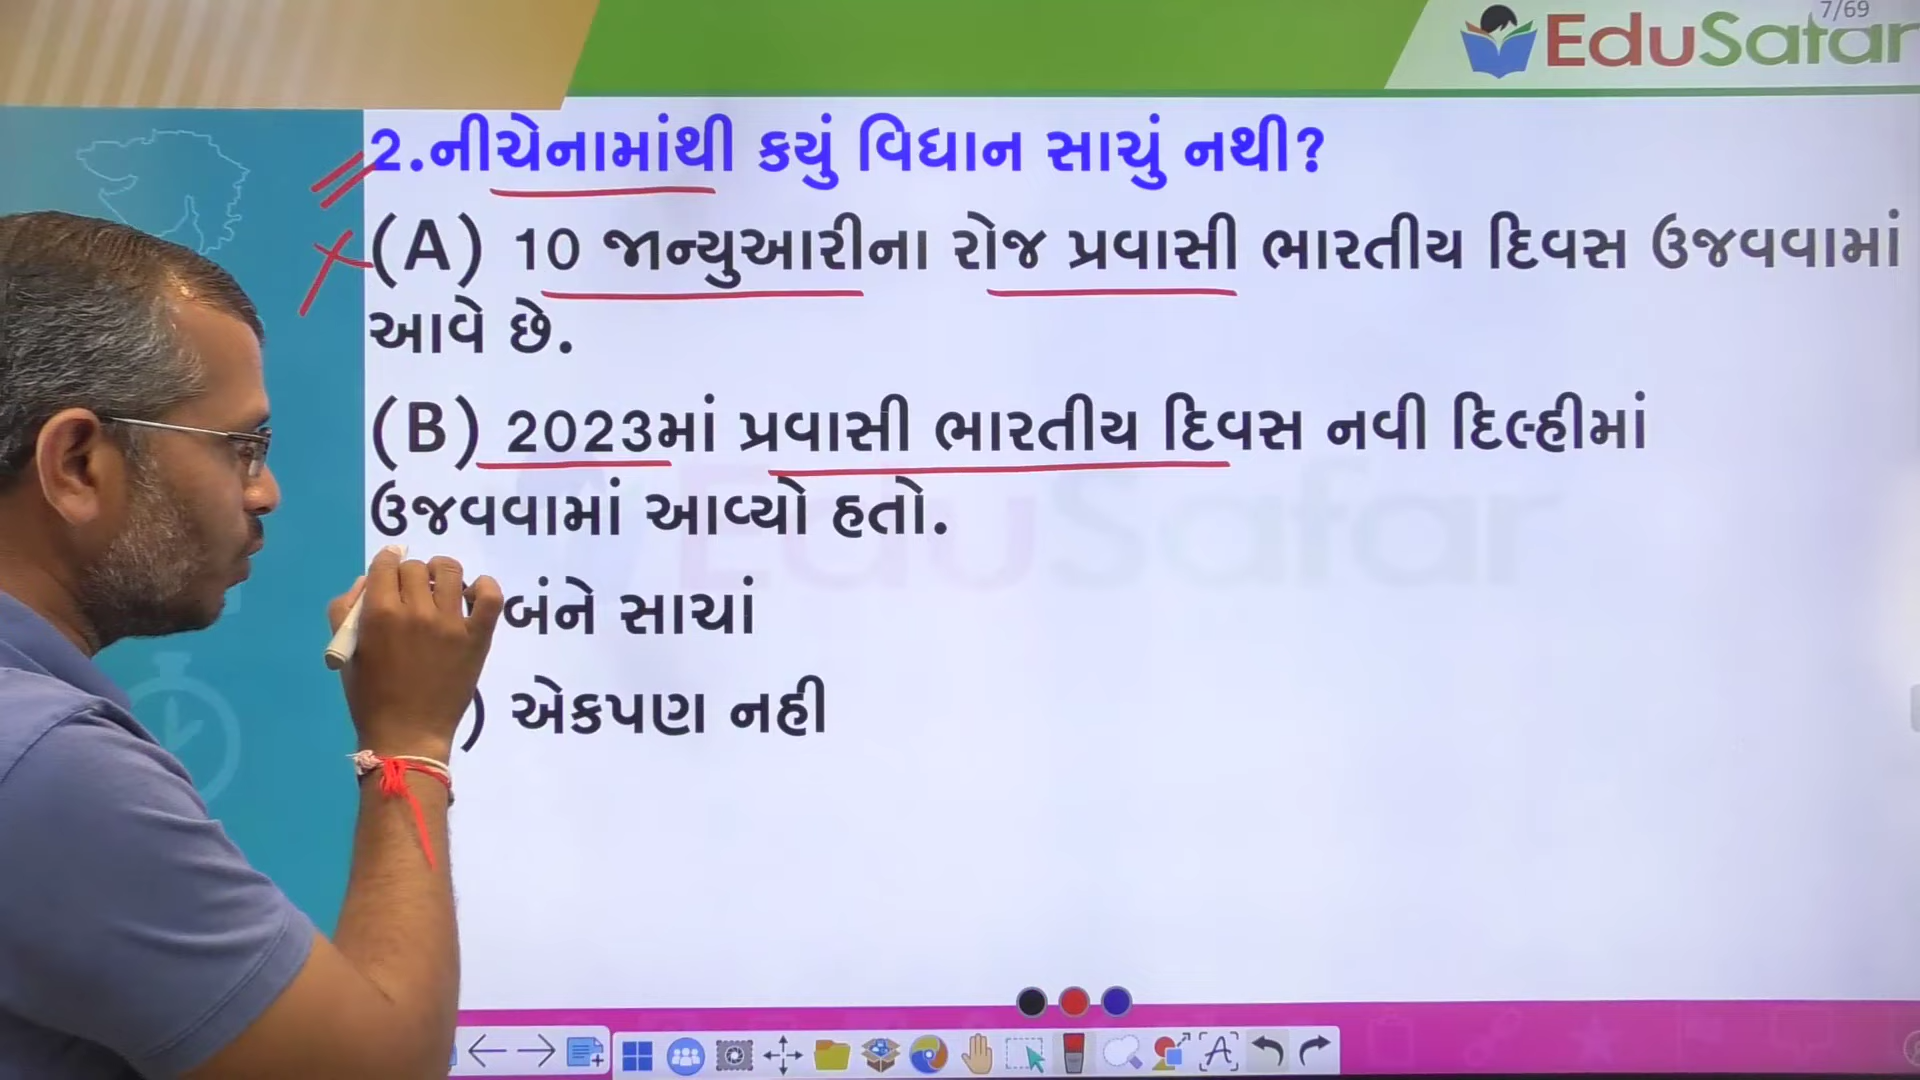 7/69
EduSafar
2.નીચેનામાંથી કયું વિધાન સાચું નથી?
(A) 10 જાન્યુઆરીના રોજ પ્રવાસી ભારતીય દિવસ ઉજવવામાં
આવે છે.
(B) 2023માં પ્રવાસી ભારતીય દિવસ નવી દિલ્હીમાં
ઉજવવામાં આવ્યો હતો.
બંને સાચાં
) એકપણ નહી
EduSafar